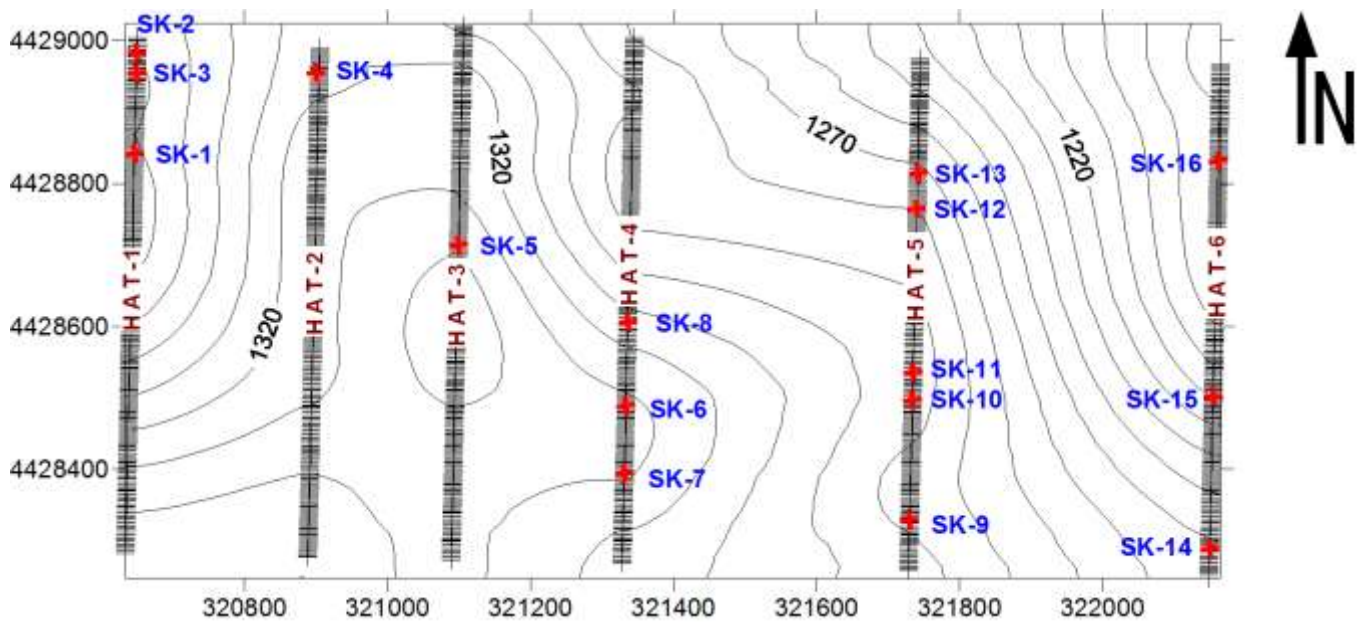 SK-2
4429000
SK-3
SK-4
N
SK-1
1320
1270
1220
SK-16
SK-13
4428800
SK-12
SK-5
HAT-1
HAT-2
HAT-3
HAT-4
HAT-5
HAT-6
4428600
1320
SK-8
SK-11
SK-10
SK-15
SK-6
4428400
SK-7
SK-9
SK-14
320800
321000
321200
321400
321600
321800
322000